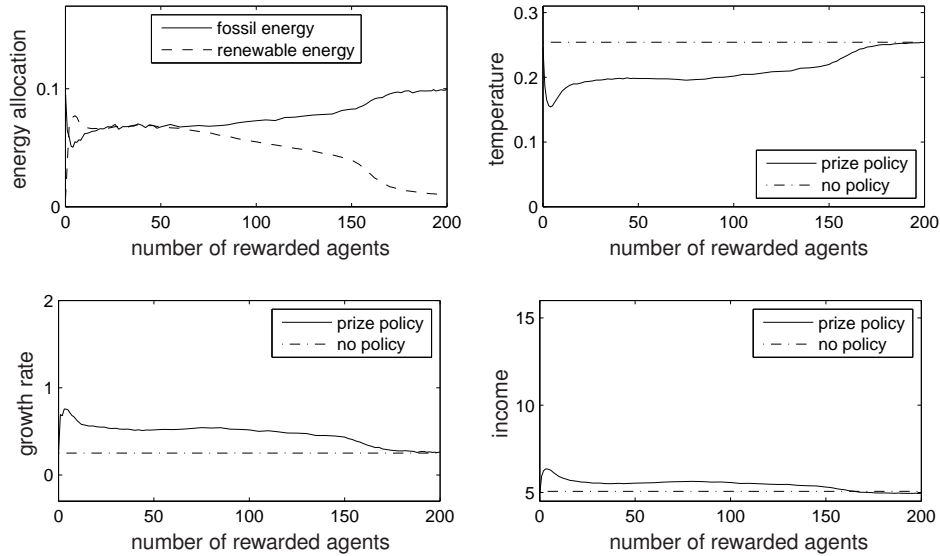 energy allocation
0.1
0
fossil energy
renewable energy
0 50 100 150 200
number of rewarded agents
temperature
0.3
0.2
0.1
0
prize policy
no policy
0 50 100 150 200
number of rewarded agents
growth rate
2
1
0
prize policy
no policy
0 50 100 150 200
number of rewarded agents
income
15
10
5
prize policy
no policy
0 50 100 150 200
number of rewarded agents